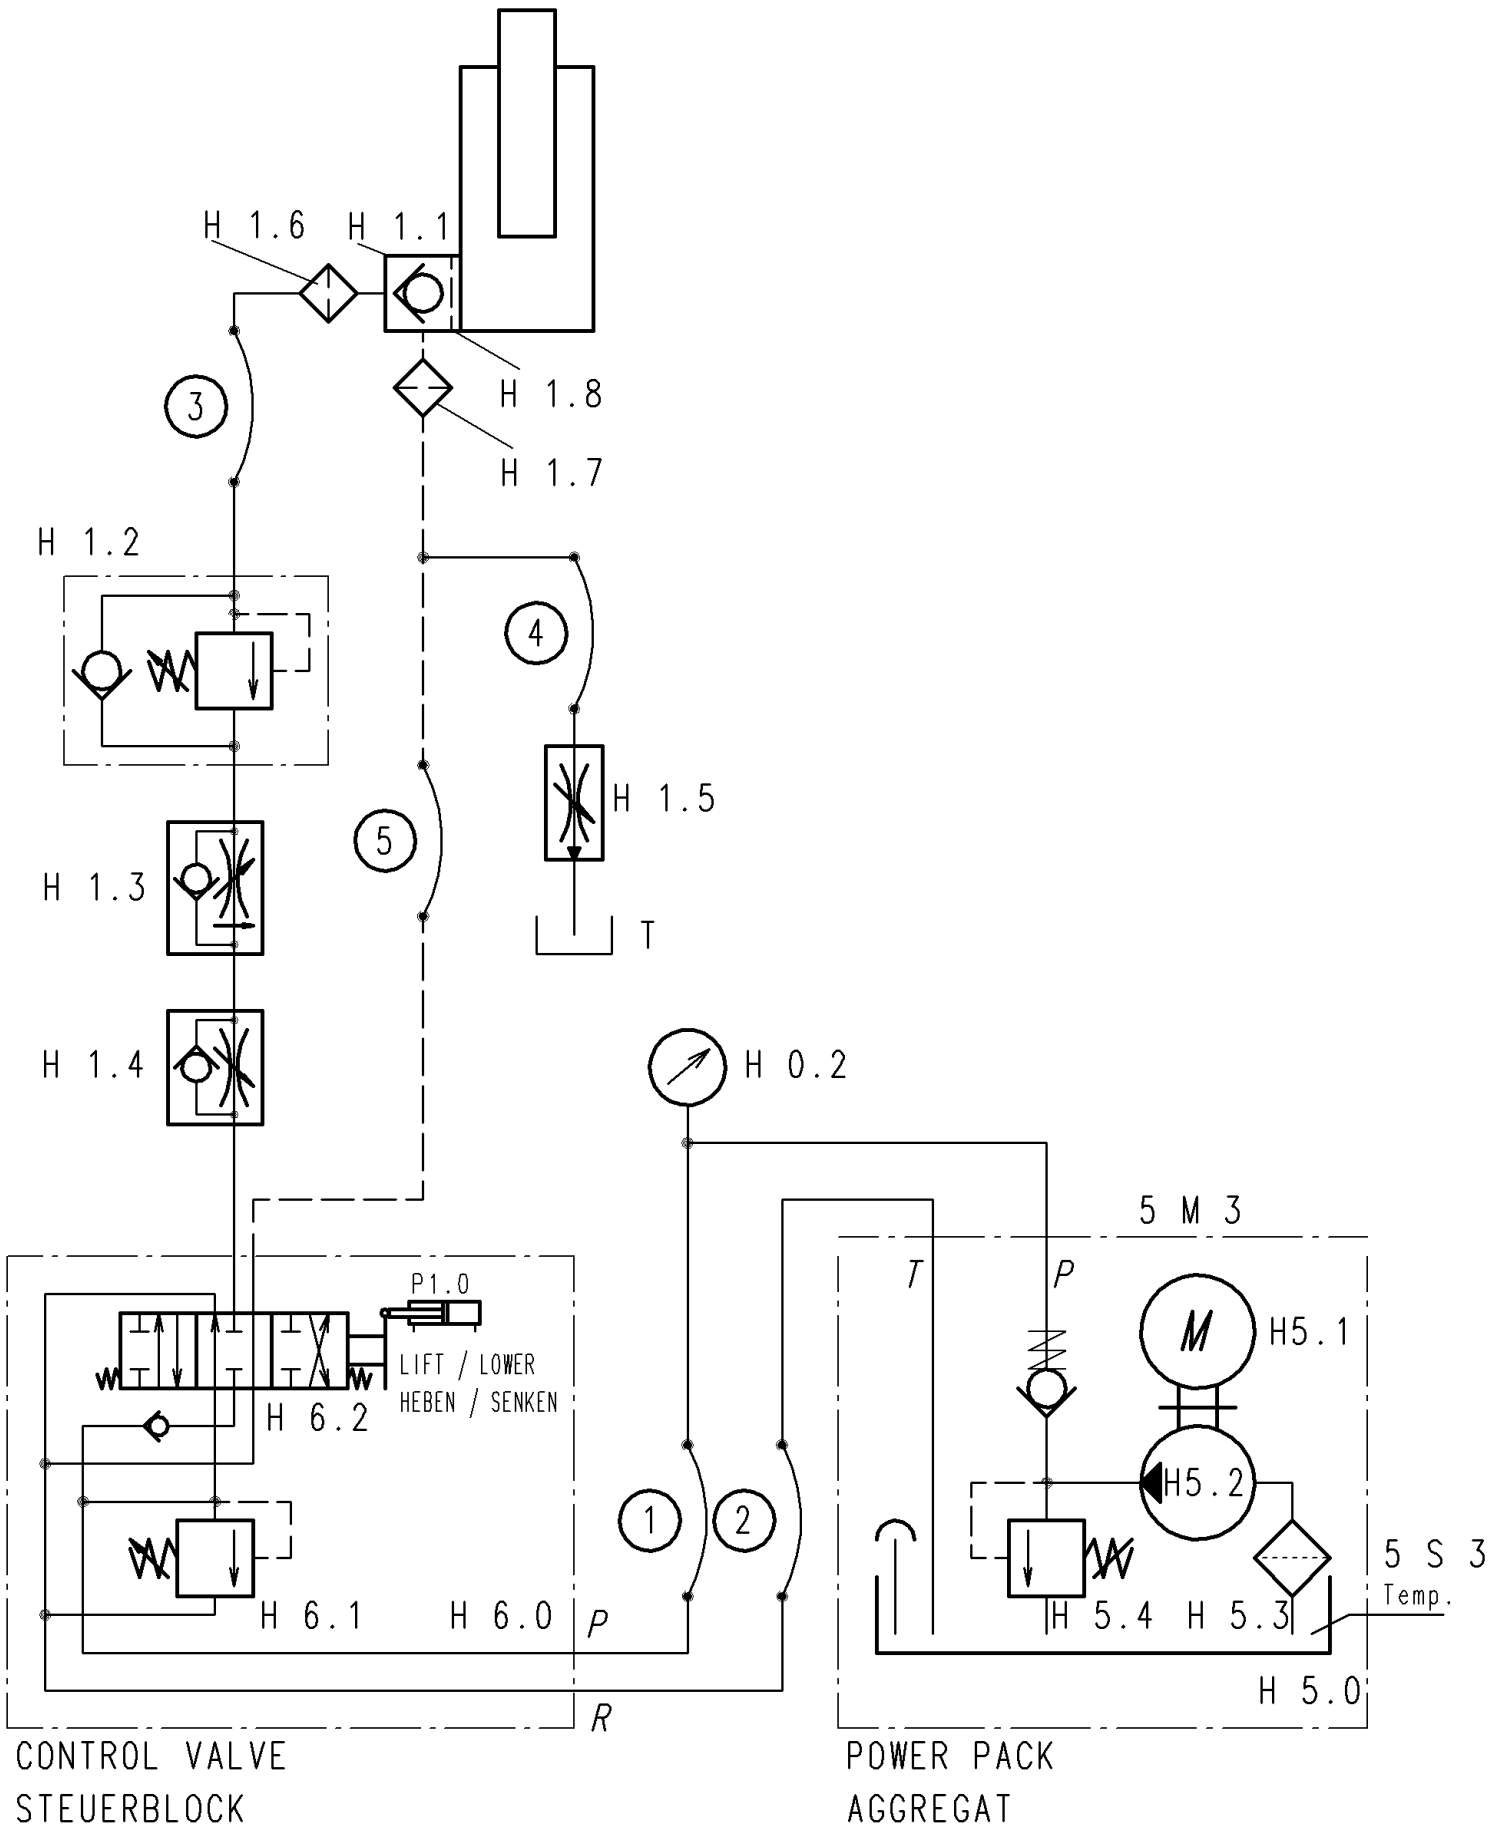 H 1.6
H 1.1
H 1.8
3
H 1.7
H 1.2
4
H 1.5
5
H 1.3
T
H 1.4
H 0.2
5 M 3
P1.0
T
P
M
H5.1
LIFT / LOWER
HEBEN / SENKEN
H 6.2
H5.2
1
2
5 S 3
Temp.
H 6.1
H 6.0
P
H 5.4
H 5.3
H 5.0
R
CONTROL VALVE
STEUERBLOCK
POWER PACK
AGGREGAT